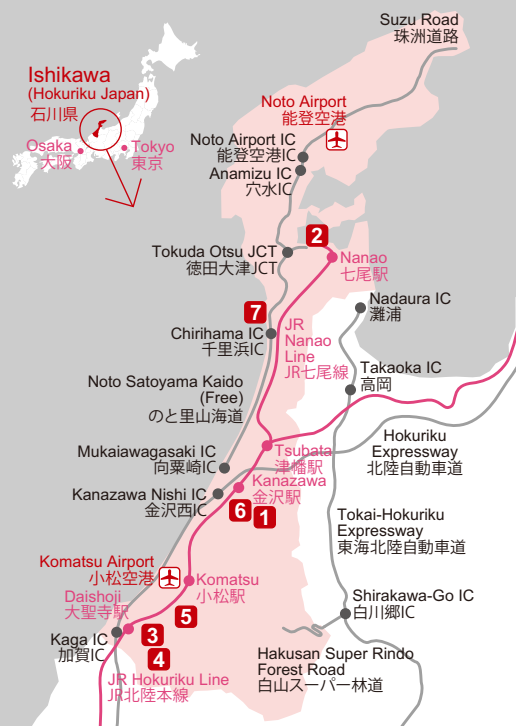 Suzu Road
珠洲道路
Ishikawa
(Hokuriku Japan)
石川県
Osaka
大阪
Tokyo
東京
Noto Airport
能登空港
Noto Airport IC
能登空港IC
Anamizu IC
穴水IC
2
Tokuda Otsu JCT
徳田大津JCT
Nanao
七尾駅
7
Nadaura IC
灘浦
Chirihama IC
千里浜IC
JR
Nanao
Line
JR七尾線
Takaoka IC
高岡
Noto Satoyama Kaido
(Free)
のと里山海道
Mukaiawagasaki IC
向粟崎IC
Tsubata
津幡駅
Hokuriku
Expressway
北陸自動車道
Kanazawa
金沢駅
Kanazawa Nishi IC
金沢西IC
6
1
Tokai-Hokuriku
Expressway
東海北陸自動車道
Komatsu Airport
小松空港
Komatsu
小松駅
Daishoji
大聖寺駅
5
Shirakawa-Go IC
白川郷IC
Kaga IC
加賀IC
3
4
Hakusan Super Rindo
Forest Road
白山スーパー林道
JR Hokuriku Line
JR北陸本線